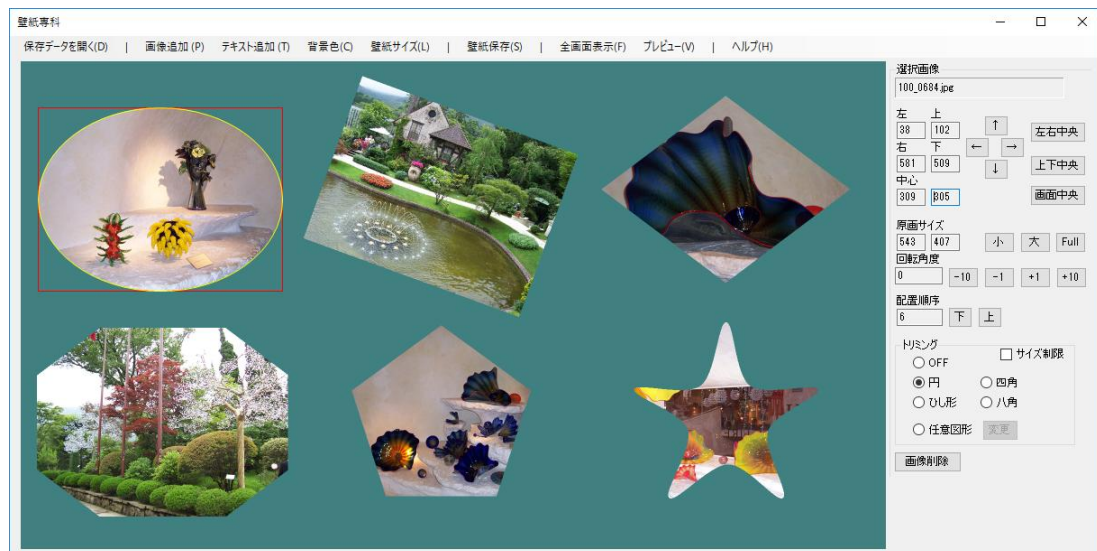 壁紙専科
保存データを開く(D) | 画像追加 (P) テキスト追加 (T) 背景色(C) 壁紙サイズ(L) | 壁紙保存(S) | 全画面表示(F) プレビュー(V) | ヘルプ(H)
選択画像
100_0684.jpg
左 上
38 102 ↑ 左右中央
右 下 ← →
581 509 ↓ 上下中央
中心
309 305 画面中央
原画サイズ
543 407 小 大 Full
回転角度
0 -10 -1 +1 +10
配置順序
6 下 上
トリミング
サイズ制限
OFF
円 四角
ひし形 八角
任意図形 変更
画像削除